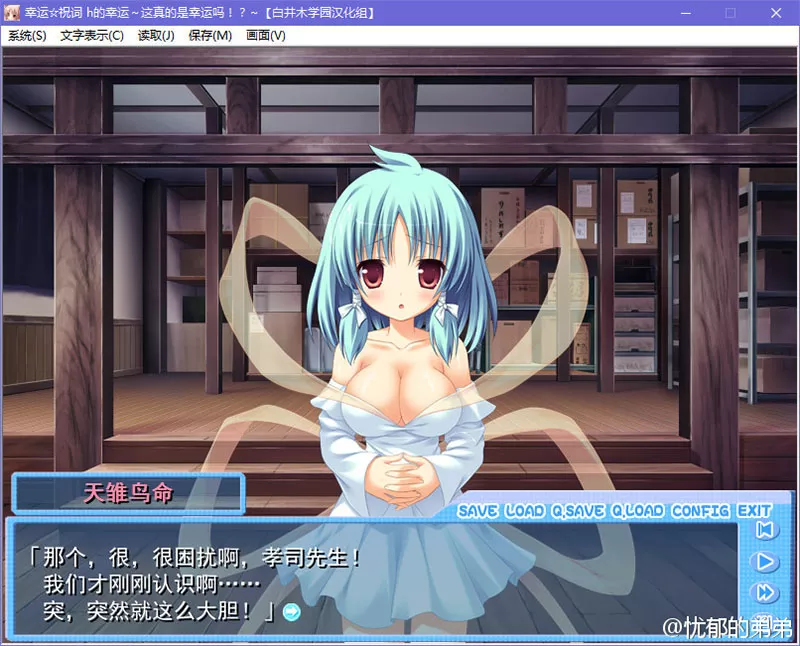 幸运☆祝词 h的幸运～这真的是幸运吗！？～【白井木学园汉化组】
系统(S) 文字表示(C) 读取(J) 保存(M) 画面(V)
天雏鸟命
SAVE LOAD Q.SAVE Q.LOAD CONFIG EXIT
「那个，很，很困扰啊，孝司先生！
我们才刚刚认识啊……
突，突然就这么大胆！」
@忧郁的弟弟